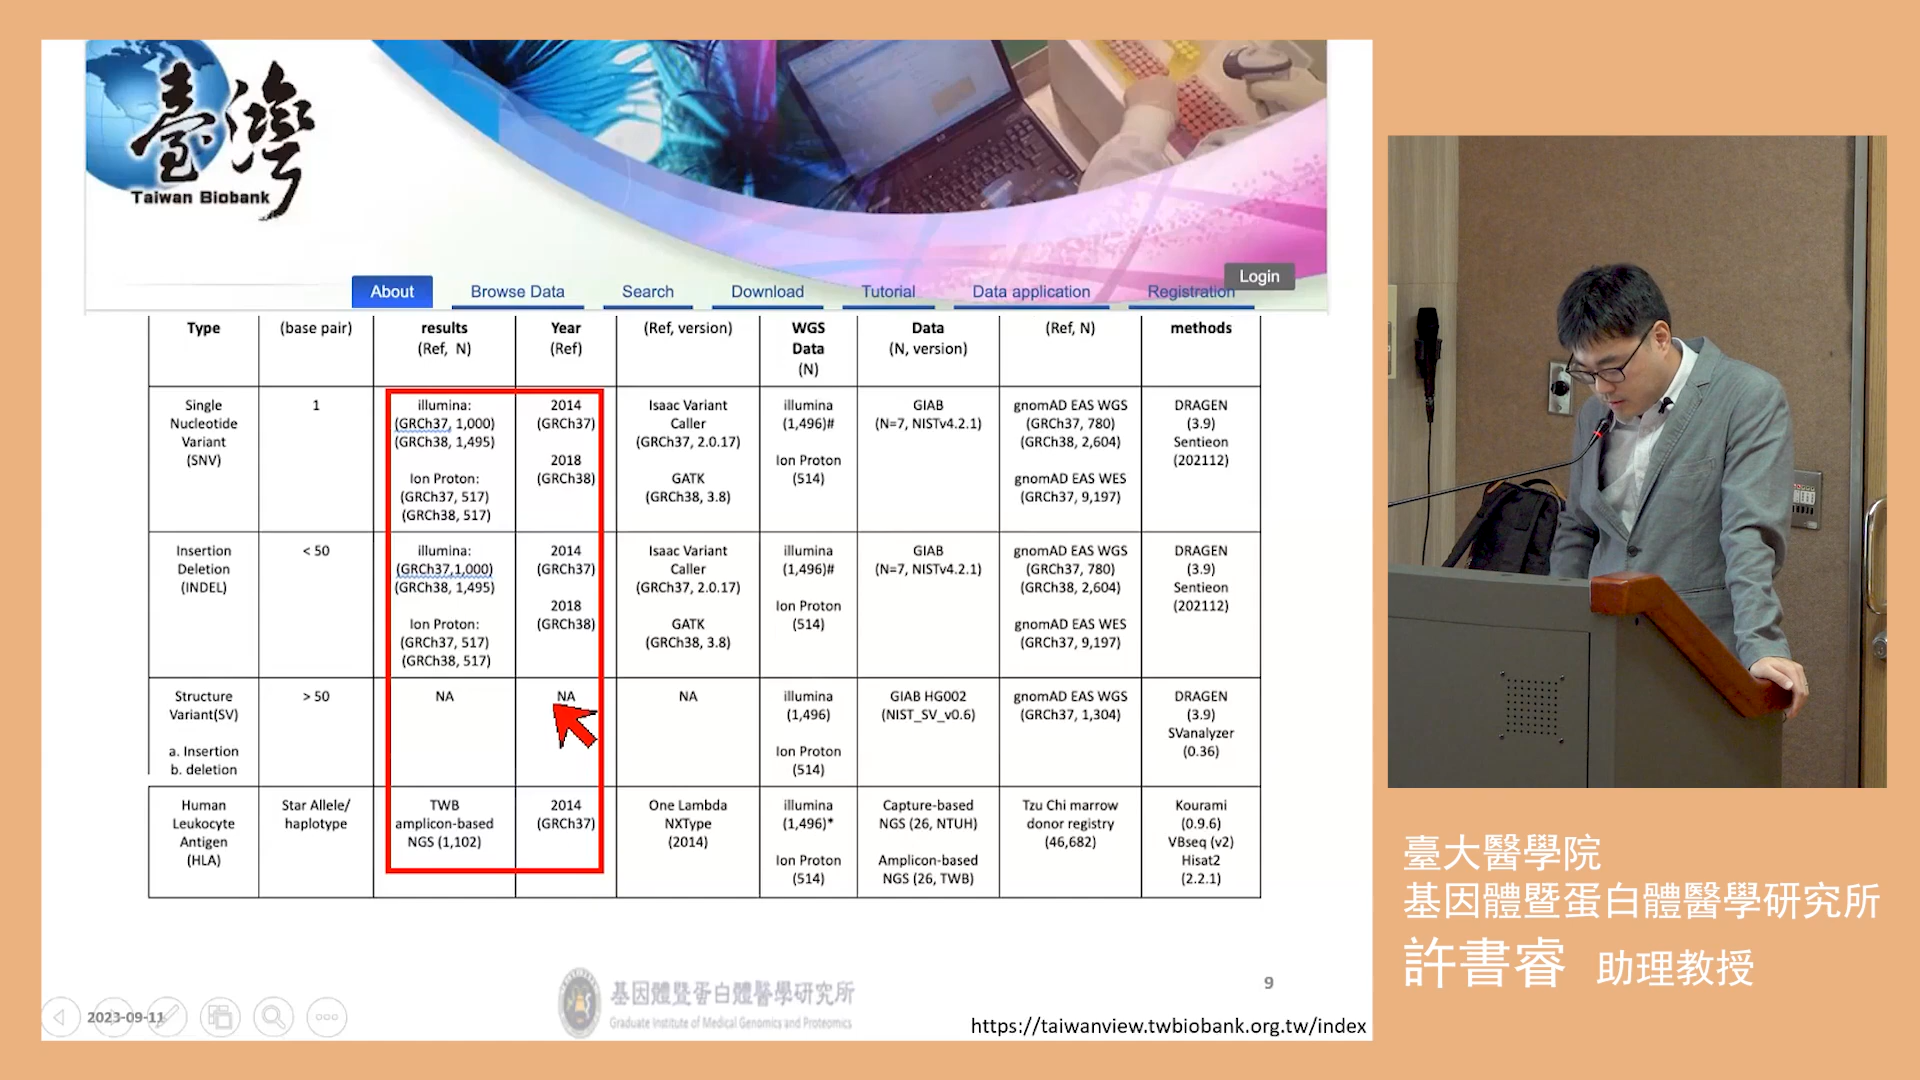 臺灣
Taiwan Biobank
Login
About
Browse Data
Search
Download
Tutorial
Data application
Registration
Type
(base pair)
results
(Ref, N)
Year
(Ref)
(Ref, version)
WGS
Data
(N)
Data
(N, version)
(Ref, N)
methods
Single
Nucleotide
Variant
(SNV)
1
illumina:
(GRCh37, 1,000)
(GRCh38, 1,495)
Ion Proton:
(GRCh37, 517)
(GRCh38, 517)
2014
(GRCh37)
2018
(GRCh38)
Isaac Variant
Caller
(GRCh37, 2.0.17)
GATK
(GRCh38, 3.8)
illumina
(1,496)#
Ion Proton
(514)
GIAB
(N=7, NISTv4.2.1)
gnomAD EAS WGS
(GRCh37, 780)
(GRCh38, 2,604)
gnomAD EAS WES
(GRCh37, 9,197)
DRAGEN
(3.9)
Sentieon
(202112)
Insertion
Deletion
(INDEL)
< 50
illumina:
(GRCh37,1,000)
(GRCh38, 1,495)
Ion Proton:
(GRCh37, 517)
(GRCh38, 517)
2014
(GRCh37)
2018
(GRCh38)
Isaac Variant
Caller
(GRCh37, 2.0.17)
GATK
(GRCh38, 3.8)
illumina
(1,496)#
Ion Proton
(514)
GIAB
(N=7, NISTv4.2.1)
gnomAD EAS WGS
(GRCh37, 780)
(GRCh38, 2,604)
gnomAD EAS WES
(GRCh37, 9,197)
DRAGEN
(3.9)
Sentieon
(202112)
Structure
Variant(SV)
a. Insertion
b. deletion
> 50
NA
NA
NA
illumina
(1,496)
Ion Proton
(514)
GIAB HG002
(NIST_SV_v0.6)
gnomAD EAS WGS
(GRCh37, 1,304)
DRAGEN
(3.9)
SVanalyzer
(0.36)
Human
Leukocyte
Antigen
(HLA)
Star Allele/
haplotype
TWB
amplicon-based
NGS (1,102)
2014
(GRCh37)
One Lambda
NXType
(2014)
illumina
(1,496)*
Ion Proton
(514)
Capture-based
NGS (26, NTUH)
Amplicon-based
NGS (26, TWB)
Tzu Chi marrow
donor registry
(46,682)
Kourami
(0.9.6)
VBseq (v2)
Hisat2
(2.2.1)
2023-09-11
基因體暨蛋白體醫學研究所
Graduate Institute of Medical Genomics and Proteomics
9
https://taiwanview.twbiobank.org.tw/index
臺大醫學院
基因體暨蛋白體醫學研究所
許書睿 助理教授